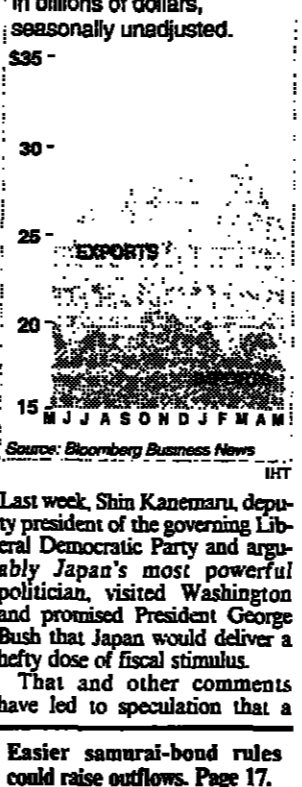 in billions of dollars,
seasonally unadjusted.
$35
30
25
EXPORTS
20
IMPORTS
15
M J J A S O N D J F M A M
Source: Bloomberg Business News
IHT
Last week, Shin Kanemaru, depu-
ty president of the governing Lib-
eral Democratic Party and argu-
ably Japan's most powerful
politician, visited Washington
and promised President George
Bush that Japan would deliver a
hefty dose of fiscal stimulus.
That and other comments
have led to speculation that a
Easier samurai-bond rules
could raise outflows. Page 17.